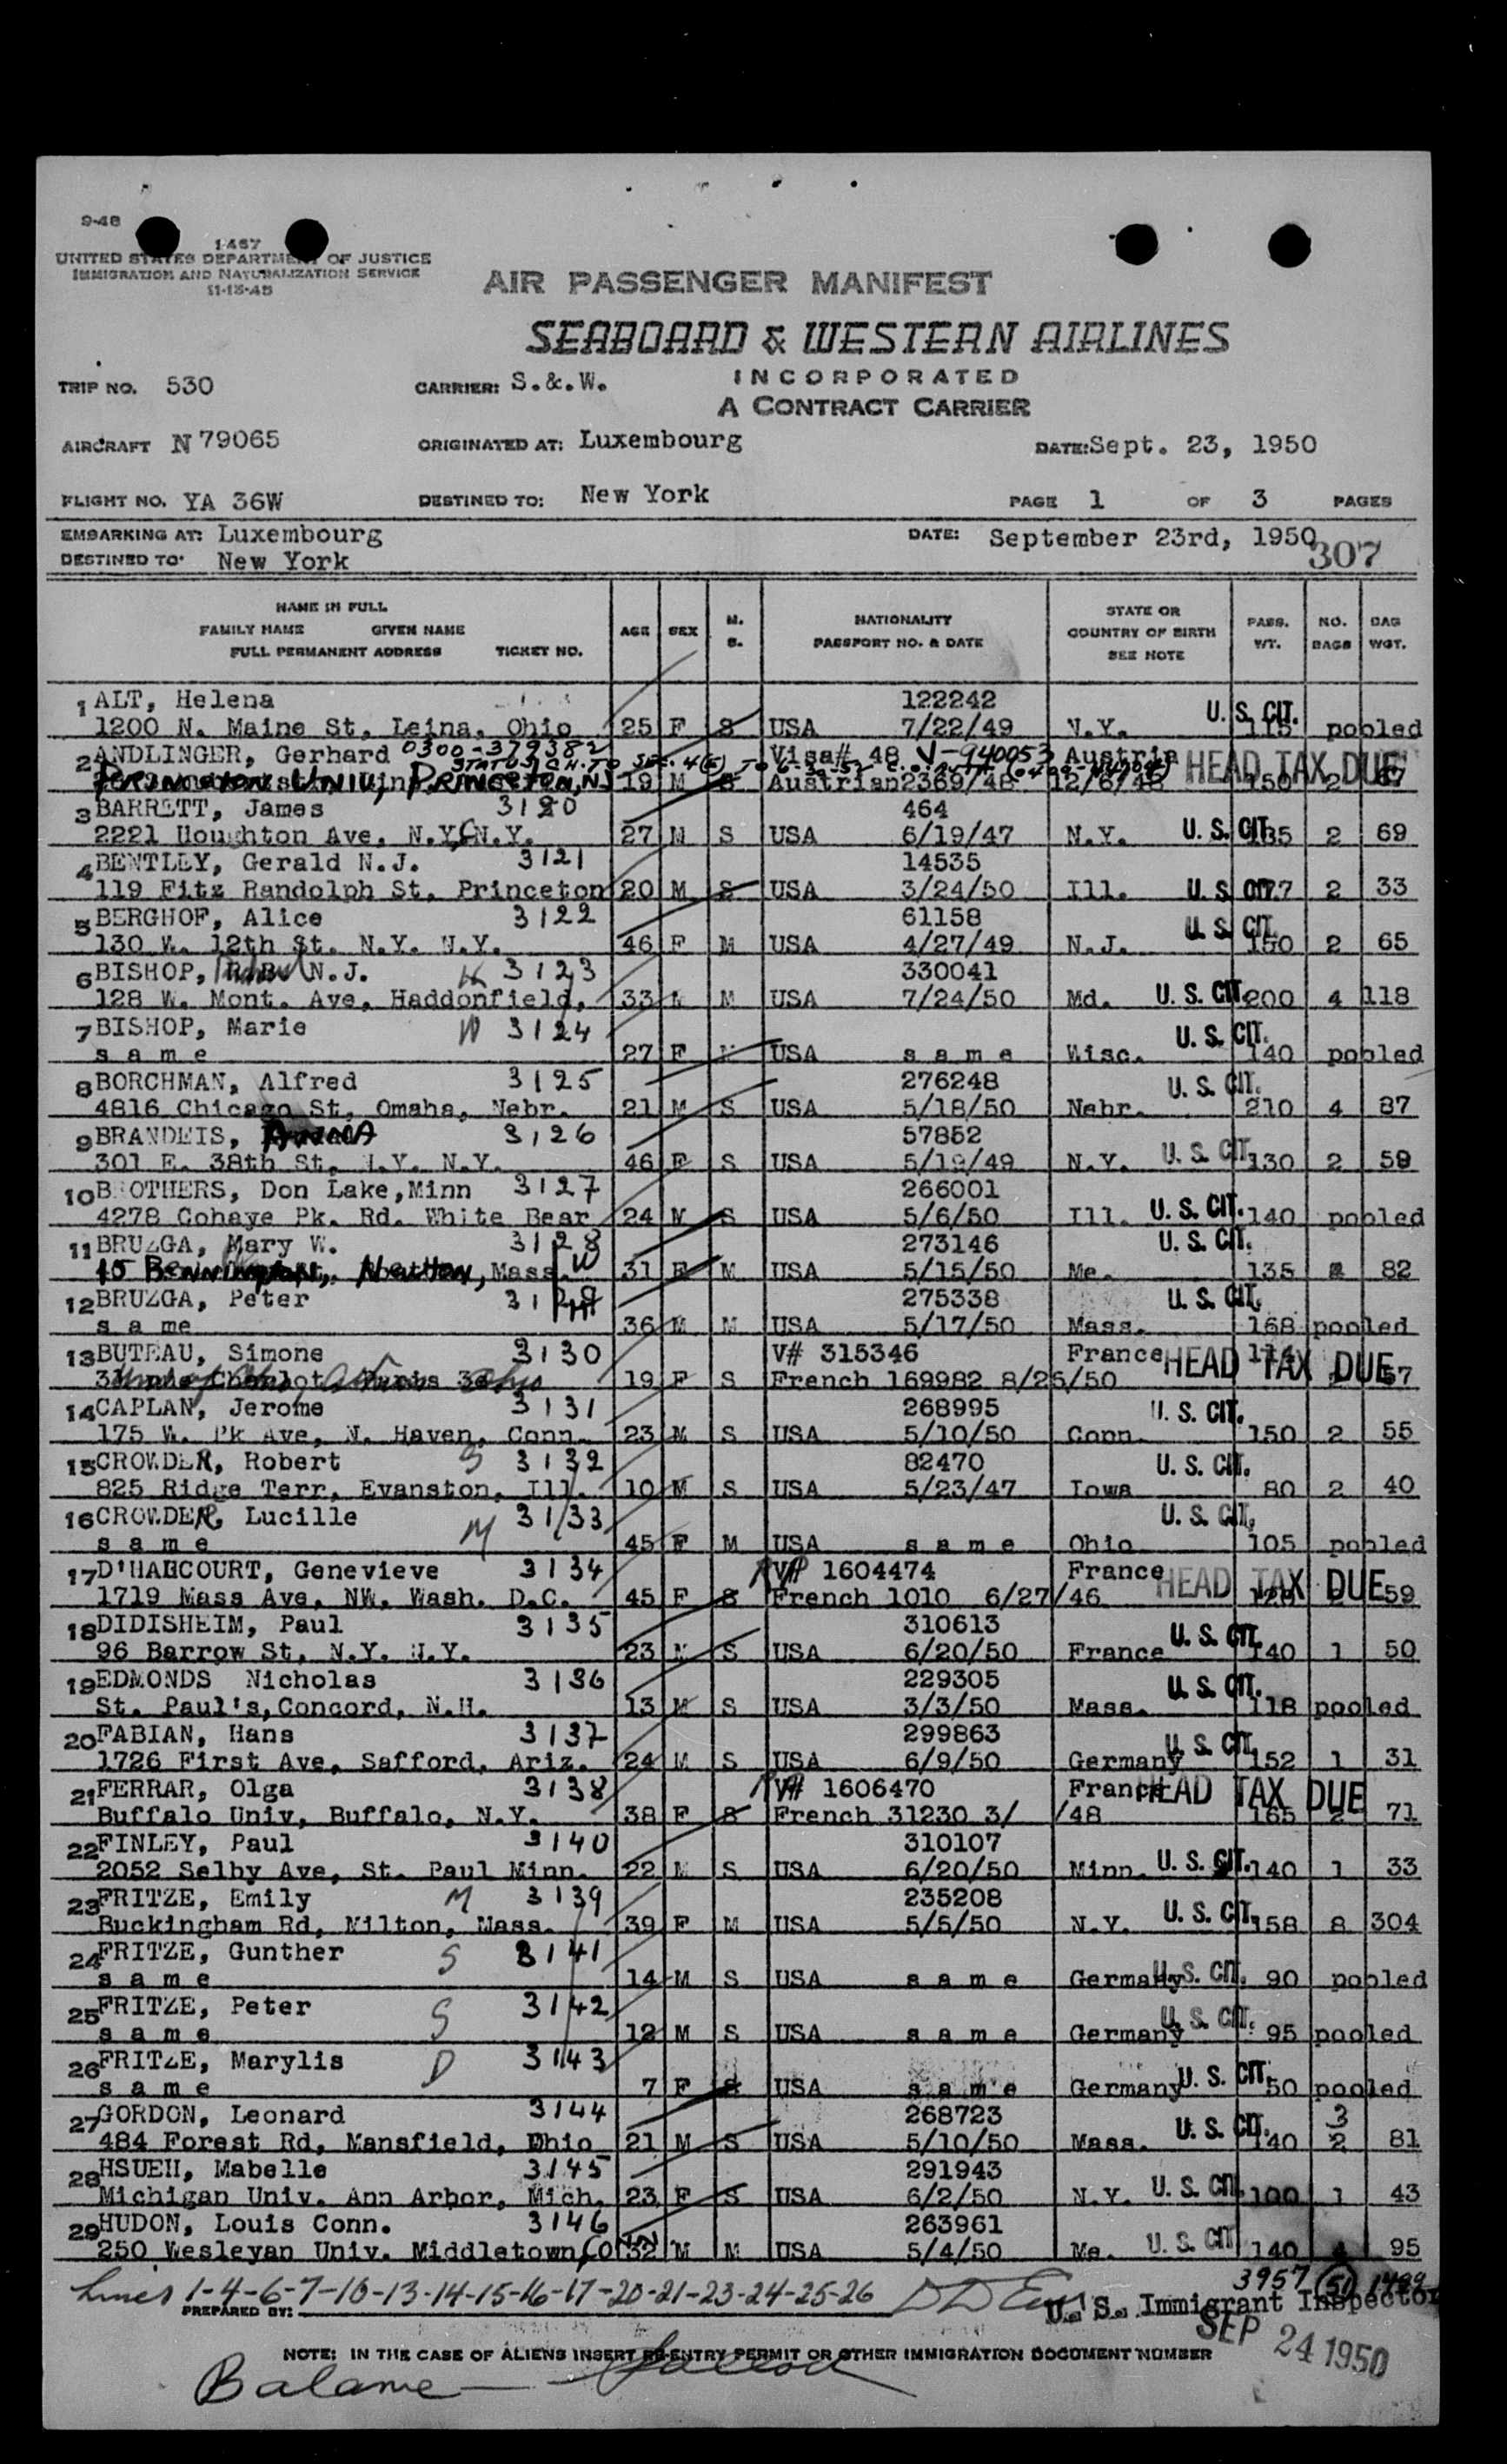 9-48
1-467
UNITED STATES DEPARTMENT OF JUSTICE
IMMIGRATION AND NATURALIZATION SERVICE
11-13-45
AIR PASSENGER MANIFEST
SEABOARD & WESTERN AIRLINES
INCORPORATED
A CONTRACT CARRIER
TRIP NO. 530 CARRIER: S.&.W.
AIRCRAFT N 79065 ORIGINATED AT: Luxembourg DATE: Sept. 23, 1950
FLIGHT NO. YA 36W DESTINED TO: New York PAGE 1 OF 3 PAGES
EMBARKING AT: Luxembourg DATE: September 23rd, 1950
DESTINED TO: New York 307
NAME IN FULL
FAMILY NAME GIVEN NAME
FULL PERMANENT ADDRESS TICKET NO. AGE SEX M. S. NATIONALITY PASSPORT NO. & DATE STATE OR COUNTRY OF BIRTH SEE NOTE PASS. WT. NO. BAGS BAG WGT.
1 ALT, Helena 122242
1200 N. Maine St, Leina, Ohio 25 F S USA 7/22/49 N.Y. U.S. CIT. 115 pooled
2 ANDLINGER, Gerhard 0300-379382 Visa# 48 V-940053 Austria HEAD TAX DUE
PRINCETON, NJ 19 M S Austrian 2369/48 12/6/48 150 2 67
3 BARRETT, James 3120 464
2221 Houghton Ave, N.Y.C N.Y. 27 M S USA 6/19/47 N.Y. U.S. CIT. 135 2 69
4 BENTLEY, Gerald N.J. 3121 14535
119 Fitz Randolph St, Princeton 20 M S USA 3/24/50 Ill. U.S. CIT. 177 2 33
5 BERGHOF, Alice 3122 61158
130 W. 12th St. N.Y. N.Y. 46 F M USA 4/27/49 N.J. U.S. CIT. 150 2 65
6 BISHOP, N.J. H 3123 330041
128 W. Mont. Ave, Haddonfield, 33 M M USA 7/24/50 Md. U.S. CIT. 200 4 118
7 BISHOP, Marie W 3124
s a m e 27 F M USA s a m e Wisc. U.S. CIT. 140 pooled
8 BORCHMAN, Alfred 3125 276248
4816 Chicago St, Omaha, Nebr. 21 M S USA 5/18/50 Nebr. U.S. CIT. 210 4 87
9 BRANDEIS, 3126 57852
301 E. 38th St, N.Y. N.Y. 46 F S USA 5/19/49 N.Y. U.S. CIT. 130 2 59
10 BROTHERS, Don Lake, Minn 3127 266001
4278 Cohaye Pk. Rd. White Bear 24 M S USA 5/6/50 Ill. U.S. CIT. 140 pooled
11 BRUZGA, Mary W. 3128 273146
15 Newton, Mass. W 31 F M USA 5/15/50 Me. U.S. CIT. 135 82
12 BRUZGA, Peter 3129 H 275338
s a me 36 M M USA 5/17/50 Mass. U.S. CIT. 168 pooled
13 BUTEAU, Simone 3130 V# 315346 France HEAD TAX DUE
19 F S French 169982 8/25/50 57
14 CAPLAN, Jerome 3131 268995
175 W. Pk Ave, N. Haven, Conn. 23 M S USA 5/10/50 Conn. U.S. CIT. 150 2 55
15 CROWDER, Robert S 3132 82470
825 Ridge Terr, Evanston, Ill. 10 M S USA 5/23/47 Iowa U.S. CIT. 80 2 40
16 CROWDER, Lucille M 3133
s a m e 45 F M USA s a m e Ohio U.S. CIT. 105 pooled
17 D'HARCOURT, Genevieve 3134 1604474 France
1719 Mass Ave, NW. Wash. D.C. 45 F S French 1010 6/27/46 HEAD TAX DUE 59
18 DIDISHEIM, Paul 3135 310613
96 Barrow St, N.Y. N.Y. 23 M S USA 6/20/50 France U.S. CIT. 140 1 50
19 EDMONDS Nicholas 3136 229305
St. Paul's, Concord, N.H. 13 M S USA 3/3/50 Mass. U.S. CIT. 118 pooled
20 FABIAN, Hans 3137 299863
1726 First Ave, Safford, Ariz. 24 M S USA 6/9/50 Germany U.S. CIT. 152 1 31
21 FERRAR, Olga 3138 V# 1606470 France HEAD TAX DUE
Buffalo Univ, Buffalo, N.Y. 38 F S French 31230 3/ /48 165 2 71
22 FINLEY, Paul 3140 310107
2052 Selby Ave, St. Paul Minn. 22 M S USA 6/20/50 Minn. U.S. CIT. 140 1 33
23 FRITZE, Emily M 3139 235208
Buckingham Rd, Milton, Mass. 39 F M USA 5/5/50 N.Y. U.S. CIT. 158 8 304
24 FRITZE, Gunther S 3141
s a m e 14 M S USA s a m e Germany U.S. CIT. 90 pooled
25 FRITZE, Peter S 3142
s a m e 12 M S USA s a m e Germany U.S. CIT. 95 pooled
26 FRITZE, Marylis D 3143
s a m e 7 F S USA s a m e Germany U.S. CIT. 50 pooled
27 GORDON, Leonard 3144 268723 3
484 Forest Rd, Mansfield, Ohio 21 M S USA 5/10/50 Mass. U.S. CIT. 140 2 81
28 HSUEH, Mabelle 3145 291943
Michigan Univ. Ann Arbor, Mich. 23 F S USA 6/2/50 N.Y. U.S. CIT. 100 1 43
29 HUDON, Louis Conn. 3146 263961
250 Wesleyan Univ. Middletown, 32 M M USA 5/4/50 Me. U.S. CIT 140 4 95
3957 51 1499
Lines 1-4-6-7-10-13-14-15-16-17-20-21-23-24-25-26
PREPARED BY: U. S. Immigrant Inspector
SEP 24 1950
NOTE: IN THE CASE OF ALIENS INSERT RE-ENTRY PERMIT OR OTHER IMMIGRATION DOCUMENT NUMBER
Balance